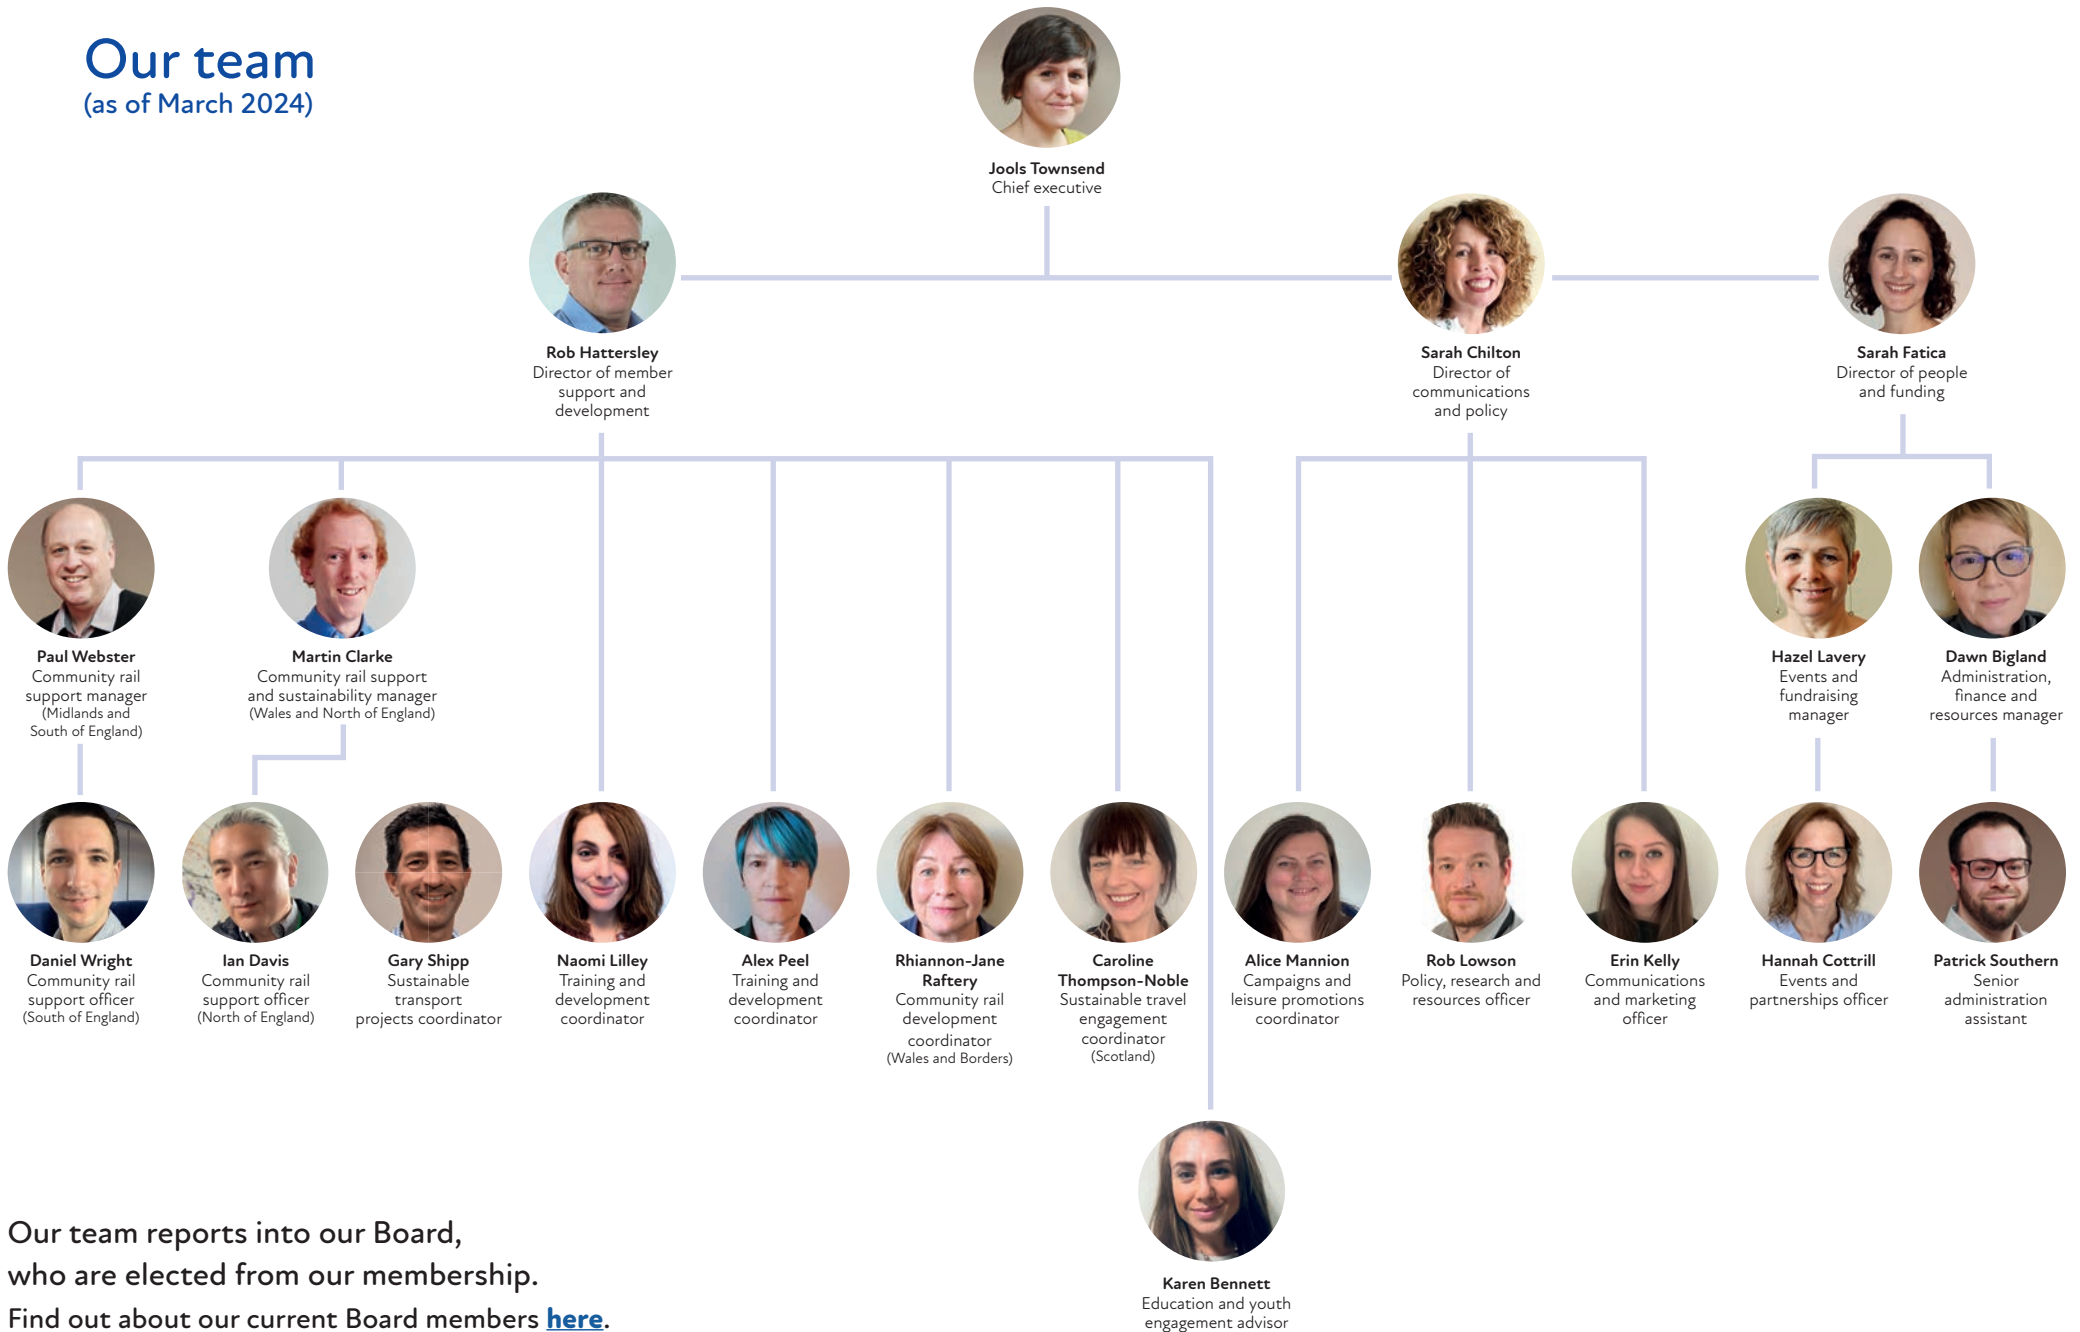 Our team
(as of March 2024)
Jools Townsend
Chief executive
Rob Hattersley
Director of member
support and
development
Sarah Chilton
Director of
communications
and policy
Sarah Fatica
Director of people
and funding
Paul Webster
Community rail
support manager
(Midlands and
South of England)
Martin Clarke
Community rail support
and sustainability manager
(Wales and North of England)
Hazel Lavery
Events and
fundraising
manager
Dawn Bigland
Administration,
finance and
resources manager
Daniel Wright
Community rail
support officer
(South of England)
Ian Davis
Community rail
support officer
(North of England)
Gary Shipp
Sustainable
transport
projects coordinator
Naomi Lilley
Training and
development
coordinator
Alex Peel
Training and
development
coordinator
Rhiannon-Jane
Raftery
Community rail
development
coordinator
(Wales and Borders)
Caroline
Thompson-Noble
Sustainable travel
engagement
coordinator
(Scotland)
Alice Mannion
Campaigns and
leisure promotions
coordinator
Rob Lowson
Policy, research and
resources officer
Erin Kelly
Communications
and marketing
officer
Hannah Cottrill
Events and
partnerships officer
Patrick Southern
Senior
administration
assistant
Karen Bennett
Education and youth
engagement advisor
Our team reports into our Board,
who are elected from our membership.
Find out about our current Board members here.